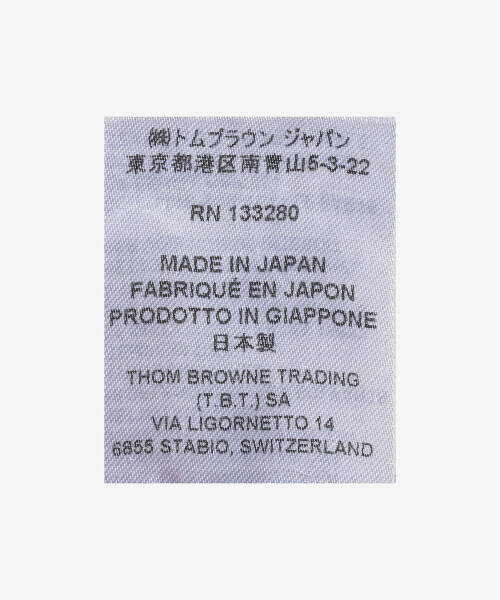 ㈱トムブラウン ジャパン
東京都港区南青山5-3-22
RN 133280
MADE IN JAPAN
FABRIQUÉ EN JAPON
PRODOTTO IN GIAPPONE
日本製
THOM BROWNE TRADING
(T.B.T.) SA
VIA LIGORNETTO 14
6855 STABIO, SWITZERLAND